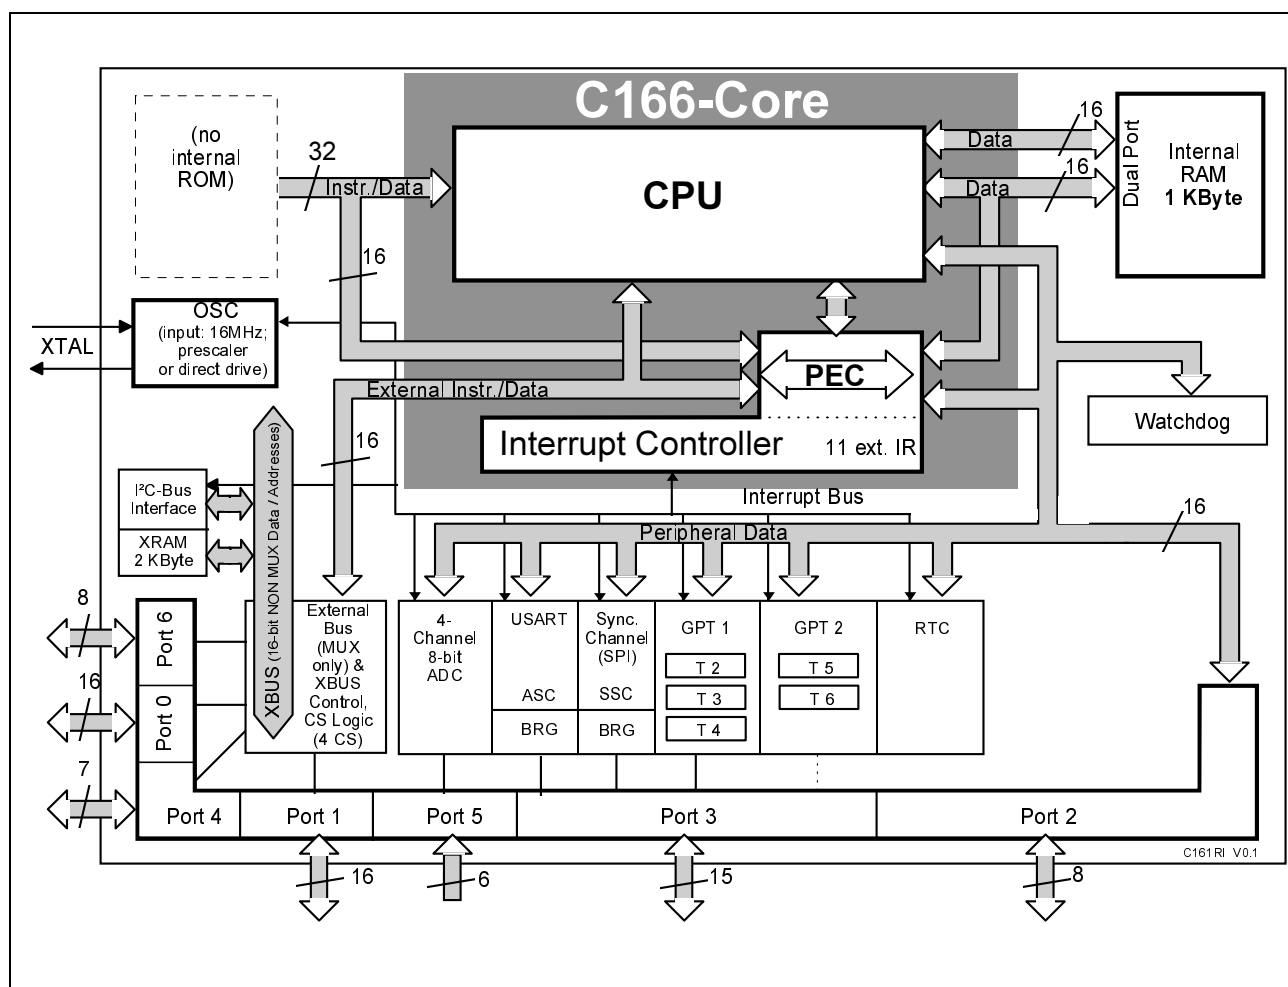 C166-Core
(no
internal
ROM)
32
Instr./Data
CPU
16
Data
16
Data
Dual Port
Internal
RAM
1 KByte
16
OSC
(input: 16MHz;
prescaler
or direct drive)
XTAL
PEC
External Instr./Data
Interrupt Controller
11 ext. IR
Watchdog
16
XBUS (16-bit NON MUX Data / Addresses)
I²C-Bus
Interface
XRAM
2 KByte
Interrupt Bus
Peripheral Data
16
8
Port 6
16
Port 0
7
External
Bus
(MUX
only) &
XBUS
Control,
CS Logic
(4 CS)
4-
Channel
8-bit
ADC
USART
ASC
BRG
Sync.
Channel
(SPI)
SSC
BRG
GPT 1
T 2
T 3
T 4
GPT 2
T 5
T 6
RTC
Port 4
Port 1
Port 5
Port 3
Port 2
C161RI V0.1
16
6
15
8